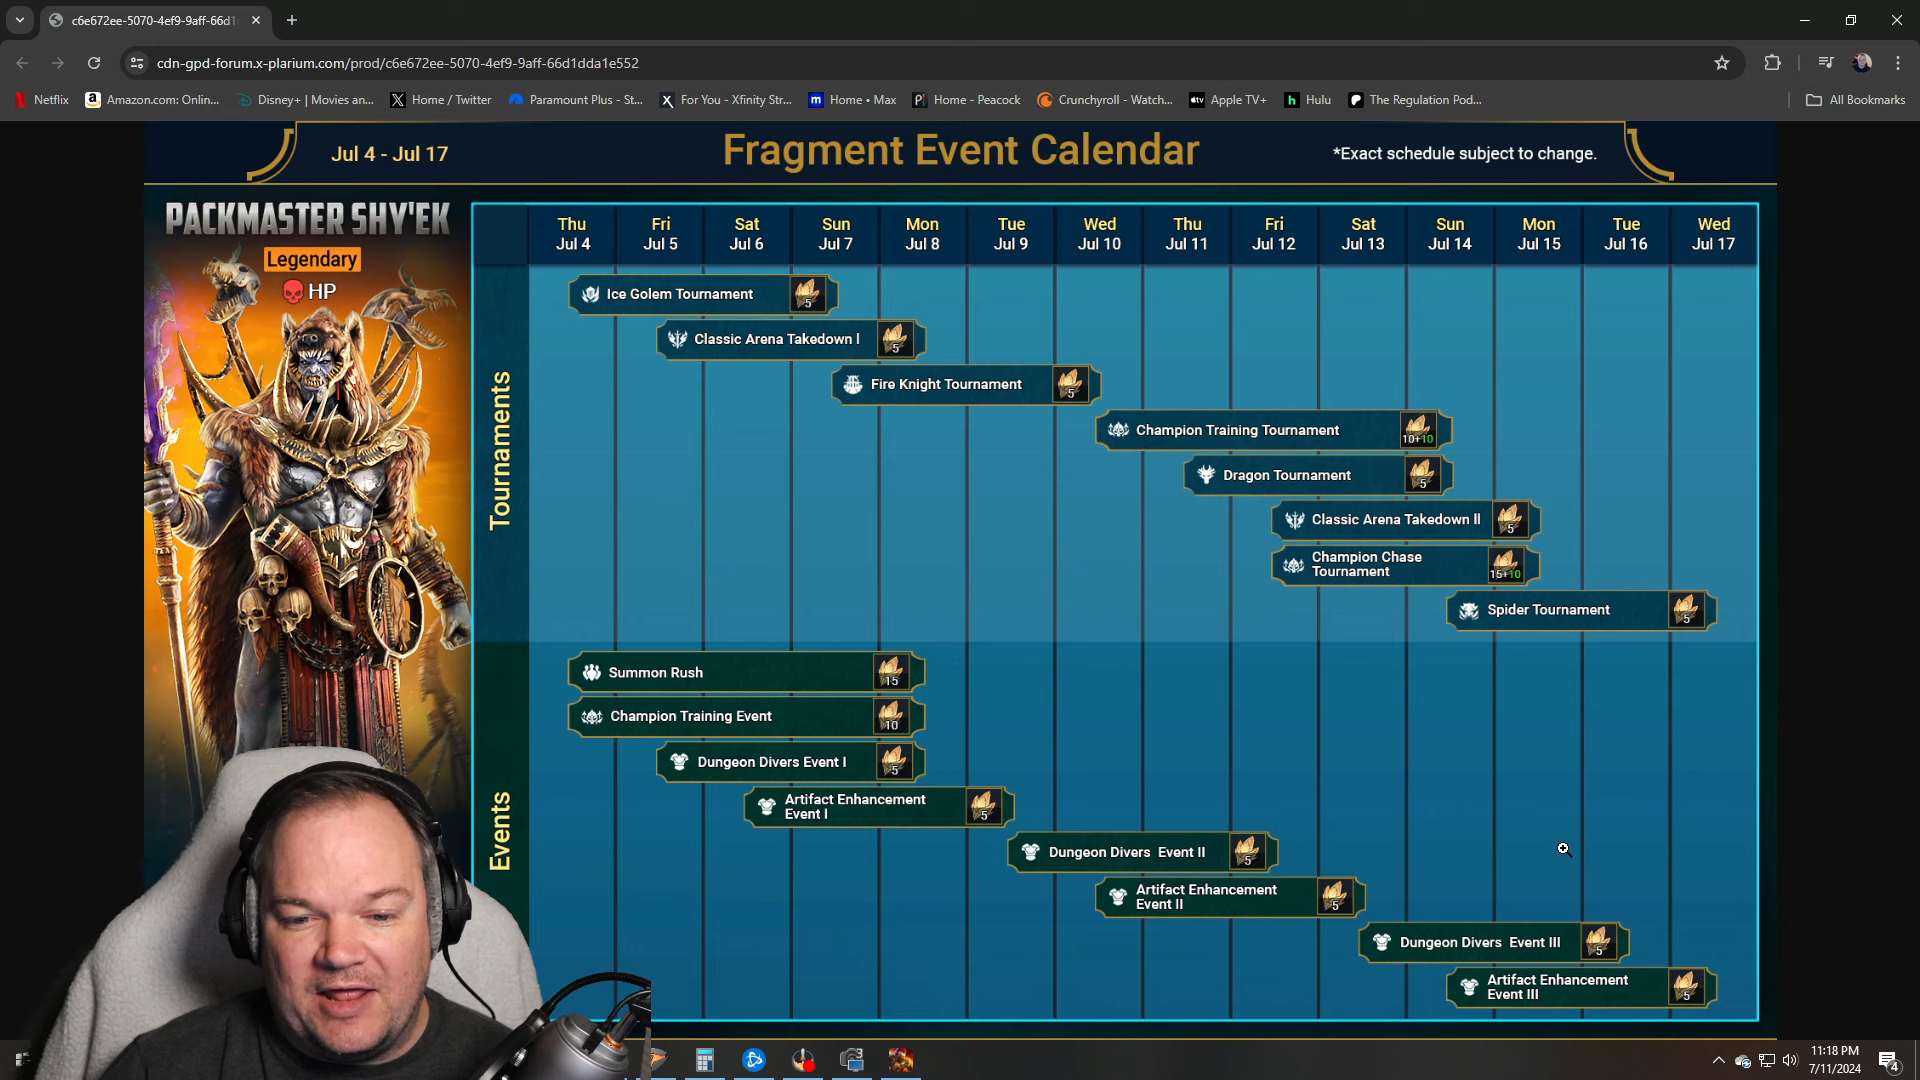 c6e672ee-5070-4ef9-9aff-66d1
cdn-gpd-forum.x-plarium.com/prod/c6e672ee-5070-4ef9-9aff-66d1dda1e552
Netflix
Amazon.com: Onlin...
Disney+ | Movies an...
Home / Twitter
Paramount Plus - St...
For You - Xfinity Str...
Home • Max
Home - Peacock
Crunchyroll - Watch...
Apple TV+
Hulu
The Regulation Pod...
All Bookmarks
Jul 4 - Jul 17
Fragment Event Calendar
*Exact schedule subject to change.
PACKMASTER SHY'EK
Legendary
HP
Thu Jul 4
Fri Jul 5
Sat Jul 6
Sun Jul 7
Mon Jul 8
Tue Jul 9
Wed Jul 10
Thu Jul 11
Fri Jul 12
Sat Jul 13
Sun Jul 14
Mon Jul 15
Tue Jul 16
Wed Jul 17
Tournaments
Ice Golem Tournament 5
Classic Arena Takedown I 5
Fire Knight Tournament 5
Champion Training Tournament 10+10
Dragon Tournament 5
Classic Arena Takedown II 5
Champion Chase
Tournament 15+10
Spider Tournament 5
Events
Summon Rush 15
Champion Training Event 10
Dungeon Divers Event I 5
Artifact Enhancement
Event I 5
Dungeon Divers Event II 5
Artifact Enhancement
Event II 5
Dungeon Divers Event III 5
Artifact Enhancement
Event III 5
11:18 PM
7/11/2024
4